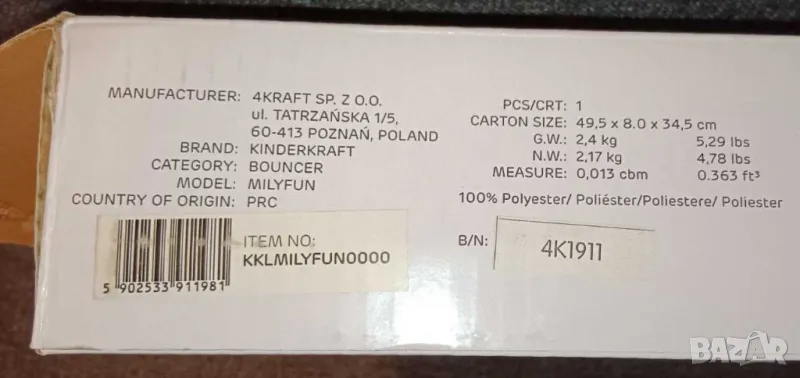 MANUFACTURER: 4KRAFT SP. Z O.O.
ul. TATRZAŃSKA 1/5,
60-413 POZNAŃ, POLAND
BRAND: KINDERKRAFT
CATEGORY: BOUNCER
MODEL: MILYFUN
COUNTRY OF ORIGIN: PRC
ITEM NO:
KKLMILYFUN0000
5 902533 911981
PCS/CRT: 1
CARTON SIZE: 49,5 x 8.0 x 34,5 cm
G.W.: 2,4 kg 5,29 lbs
N.W.: 2,17 kg 4,78 lbs
MEASURE: 0,013 cbm 0.363 ft³
100% Polyester/ Poliéster/Poliestere/ Poliester
B/N: 4K1911
BAZAR